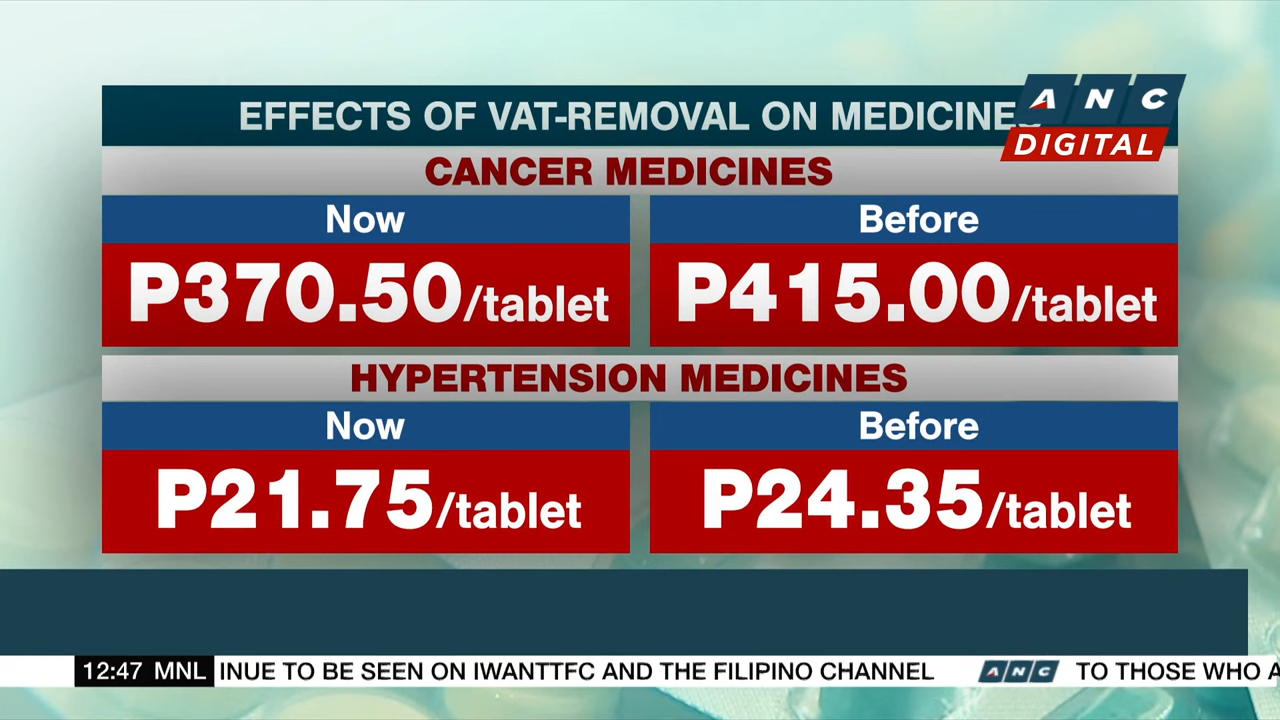 EFFECTS OF VAT-REMOVAL ON MEDICINE
ANC
DIGITAL
CANCER MEDICINES
Now
Before
P370.50/tablet
P415.00/tablet
HYPERTENSION MEDICINES
Now
Before
P21.75/tablet
P24.35/tablet
12:47 MNL INUE TO BE SEEN ON IWANTTFC AND THE FILIPINO CHANNEL ANC TO THOSE WHO A